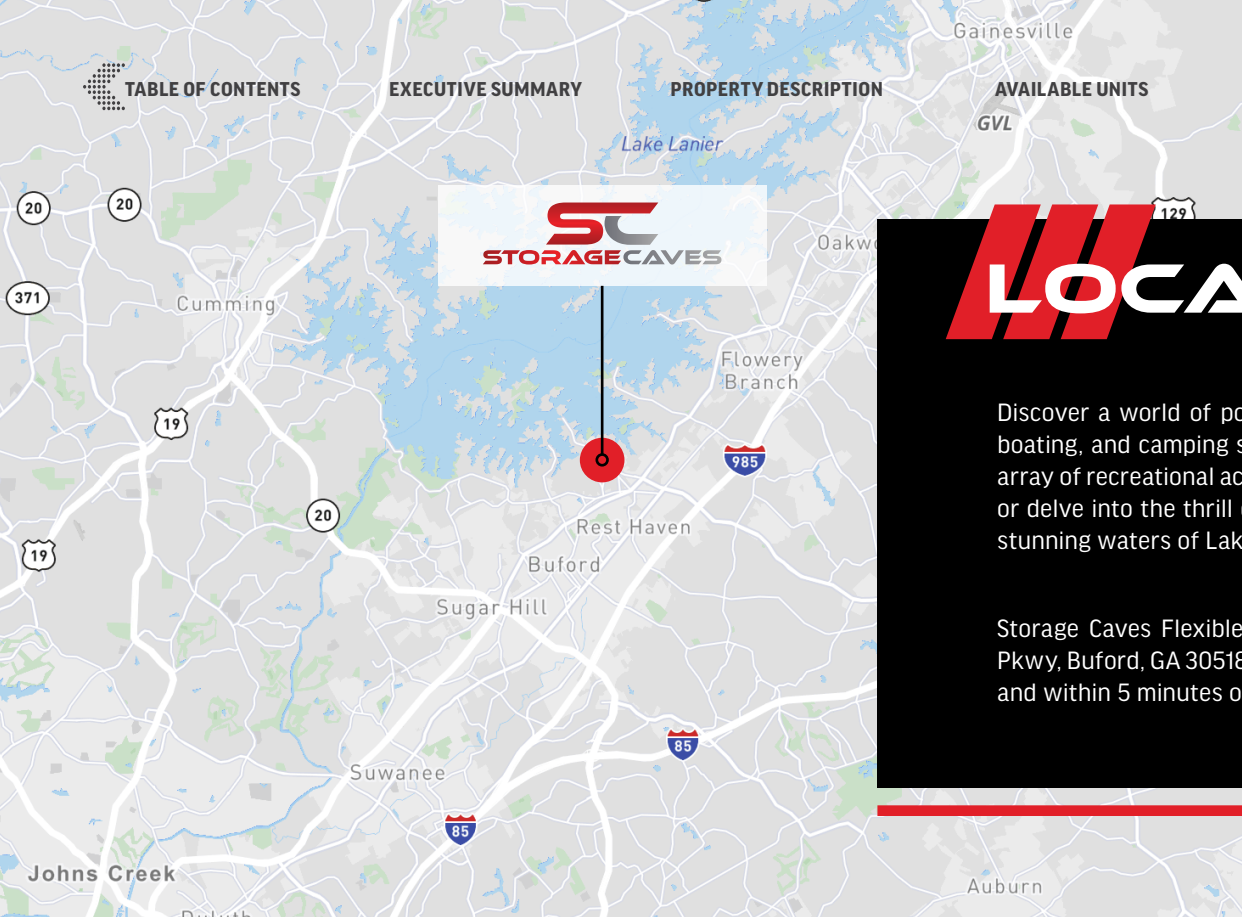 Gainesville
TABLE OF CONTENTS
EXECUTIVE SUMMARY
PROPERTY DESCRIPTION
AVAILABLE UNITS
GVL
Lake Lanier
20
20
129
SC
STORAGECAVES
Oakwo
371
Cumming
LOCA
Flowery
Branch
19
985
20
19
Rest Haven
Buford
Sugar Hill
Discover a world of po
boating, and camping s
array of recreational ac
or delve into the thrill
stunning waters of Lak
Storage Caves Flexible
Pkwy, Buford, GA 30518
and within 5 minutes o
85
Suwanee
85
Johns Creek
Auburn
Duluth